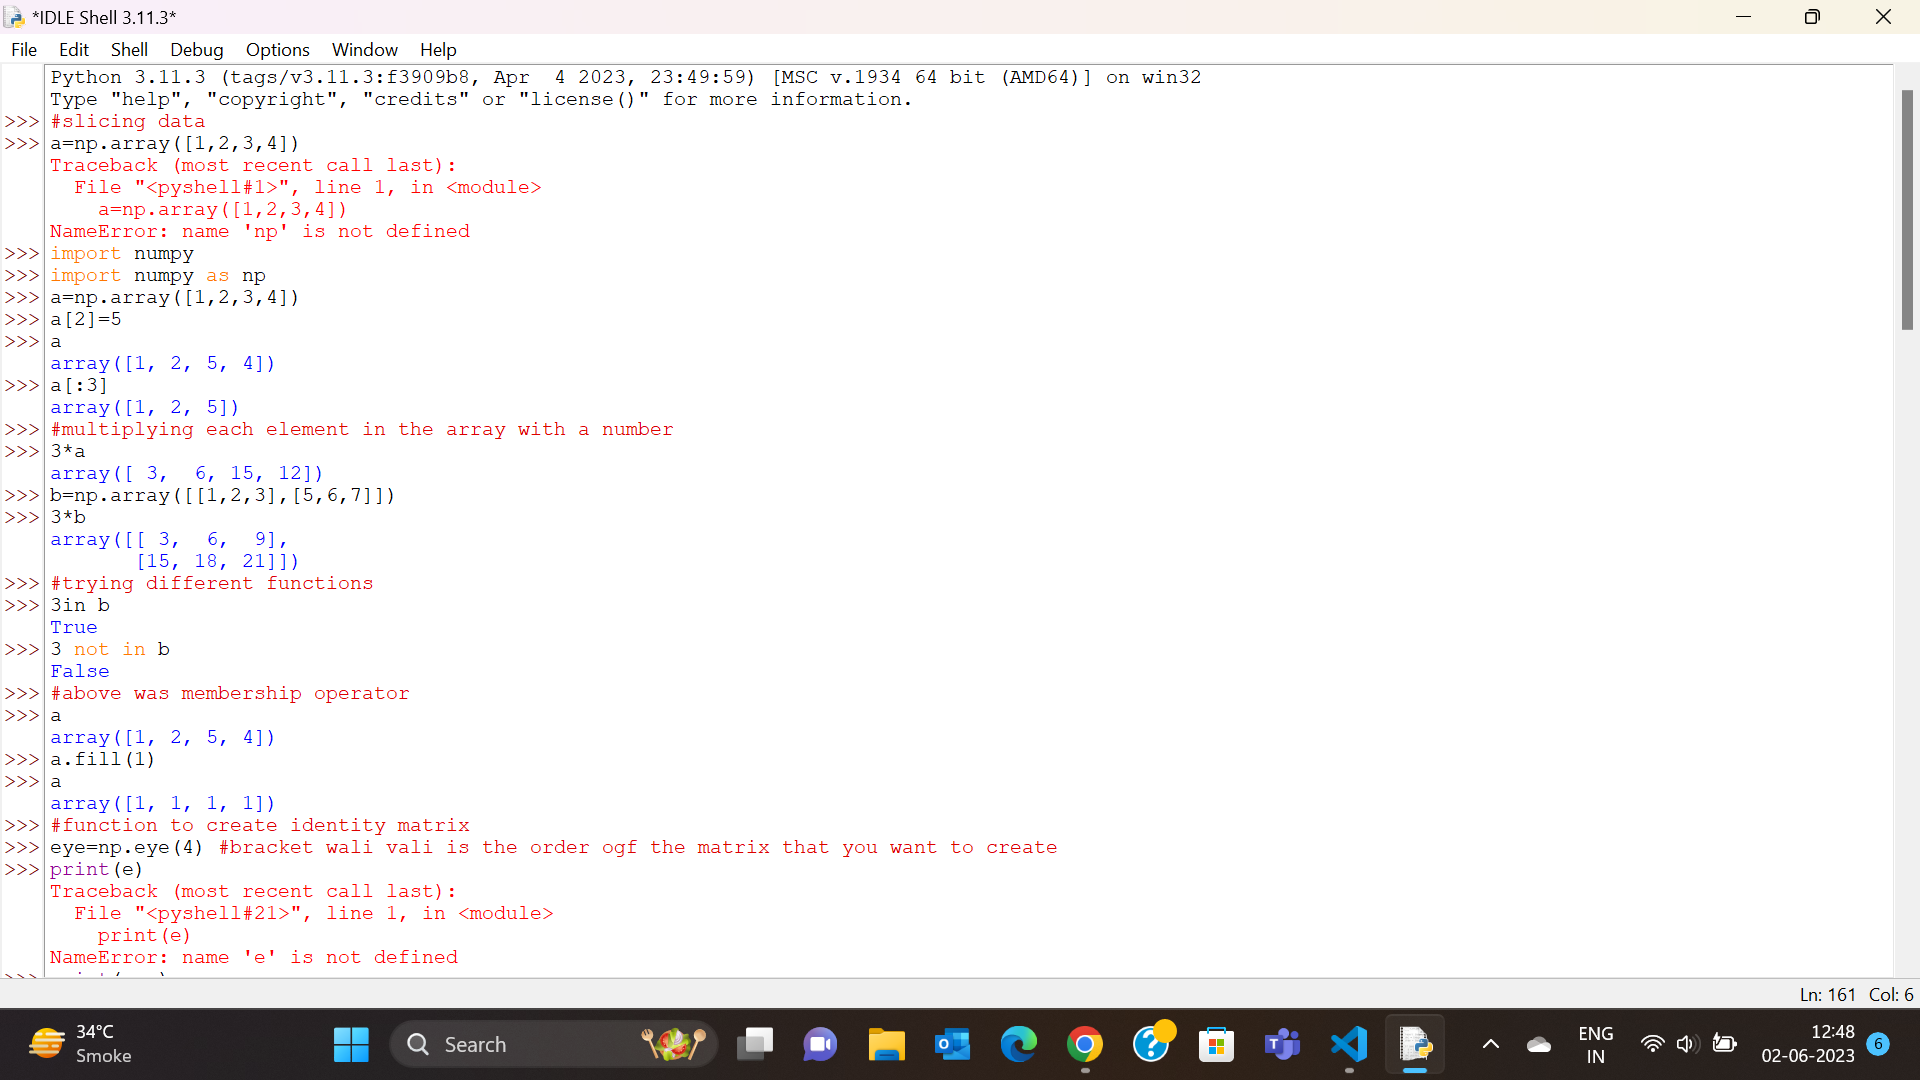 *IDLE Shell 3.11.3*
File Edit Shell Debug Options Window Help
Python 3.11.3 (tags/v3.11.3:f3909b8, Apr  4 2023, 23:49:59) [MSC v.1934 64 bit (AMD64)] on win32
Type "help", "copyright", "credits" or "license()" for more information.
>>> #slicing data
>>> a=np.array([1,2,3,4])
Traceback (most recent call last):
  File "<pyshell#1>", line 1, in <module>
    a=np.array([1,2,3,4])
NameError: name 'np' is not defined
>>> import numpy
>>> import numpy as np
>>> a=np.array([1,2,3,4])
>>> a[2]=5
>>> a
array([1, 2, 5, 4])
>>> a[:3]
array([1, 2, 5])
>>> #multiplying each element in the array with a number
>>> 3*a
array([ 3,  6, 15, 12])
>>> b=np.array([[1,2,3],[5,6,7]])
>>> 3*b
array([[ 3,  6,  9],
       [15, 18, 21]])
>>> #trying different functions
>>> 3in b
True
>>> 3 not in b
False
>>> #above was membership operator
>>> a
array([1, 2, 5, 4])
>>> a.fill(1)
>>> a
array([1, 1, 1, 1])
>>> #function to create identity matrix
>>> eye=np.eye(4) #bracket wali vali is the order ogf the matrix that you want to create
>>> print(e)
Traceback (most recent call last):
  File "<pyshell#21>", line 1, in <module>
    print(e)
NameError: name 'e' is not defined
Ln: 161 Col: 6
34°C
Smoke
Search
ENG
IN
12:48
02-06-2023
6